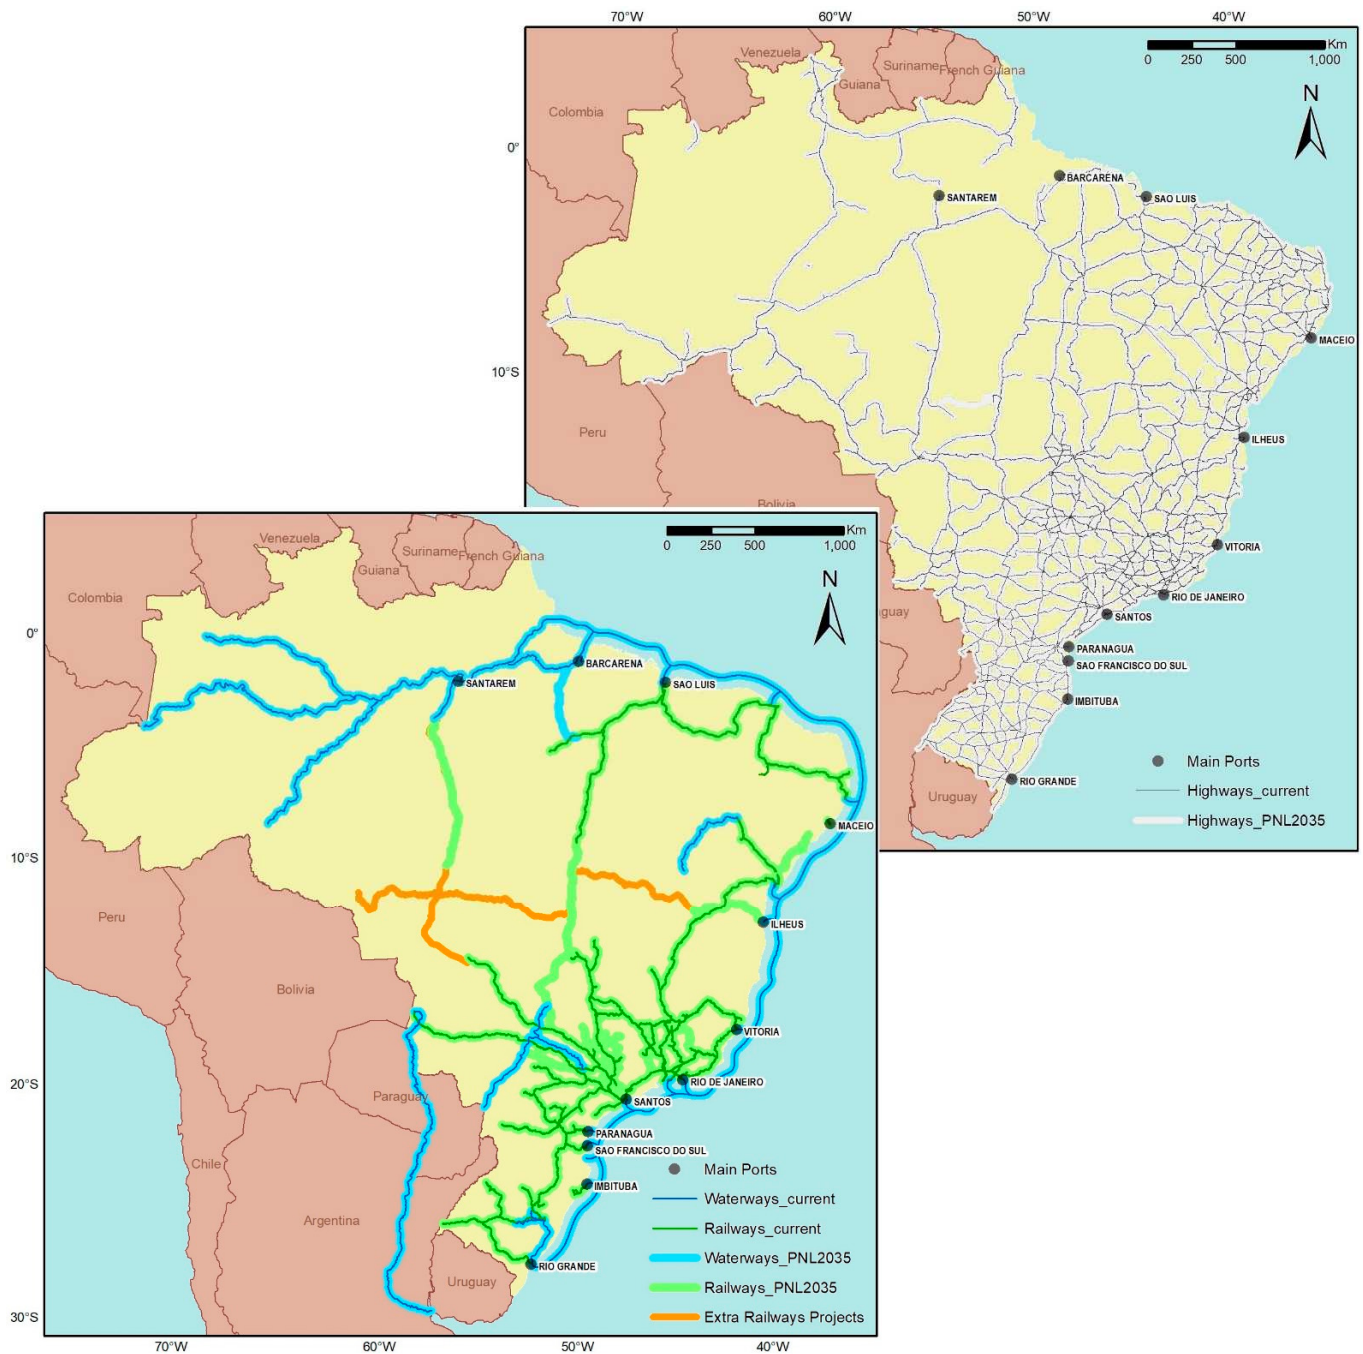 70°W 60°W 50°W 40°W
Km
0 250 500 1,000
N
Venezuela
Suriname
French Guiana
Guiana
Colombia
0°
BARCARENA
SANTAREM
SAO LUIS
MACEIO
10°S
Peru
ILHEUS
Bolivia
VITORIA
RIO DE JANEIRO
SANTOS
guay
PARANAGUA
SAO FRANCISCO DO SUL
IMBITUBA
Main Ports
RIO GRANDE
Highways_current
Uruguay
Highways_PNL2035
Km
0 250 500 1,000
N
Venezuela
Suriname
French Guiana
Guiana
Colombia
0°
BARCARENA
SANTAREM
SAO LUIS
MACEIO
10°S
Peru
ILHEUS
Bolivia
VITORIA
20°S
RIO DE JANEIRO
Paraguay
SANTOS
PARANAGUA
SAO FRANCISCO DO SUL
Chile
Main Ports
IMBITUBA
Waterways_current
Argentina
Railways_current
Waterways_PNL2035
RIO GRANDE
Uruguay
Railways_PNL2035
Extra Railways Projects
30°S
70°W 60°W 50°W 40°W